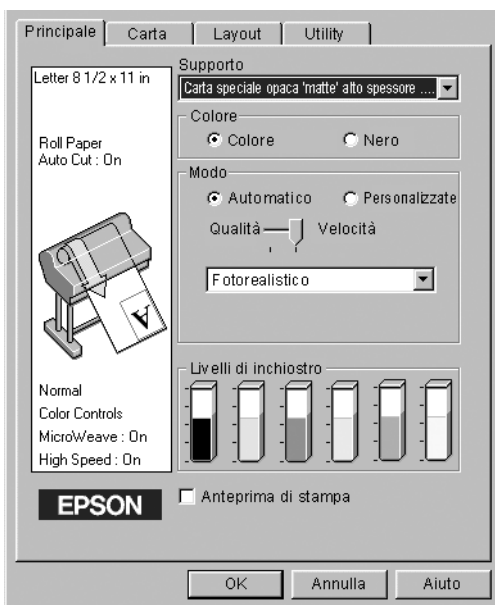 Principale Carta Layout Utility
Letter 8 1/2 x 11 in
Roll Paper
Auto Cut : On
A
Normal
Color Controls
MicroWeave : On
High Speed : On
EPSON
Supporto
Carta speciale opaca 'matte' alto spessore ....
Colore
Colore Nero
Modo
Automatico Personalizzate
Qualità Velocità
Fotorealistico
Livelli di inchiostro
Anteprima di stampa
OK Annulla Aiuto